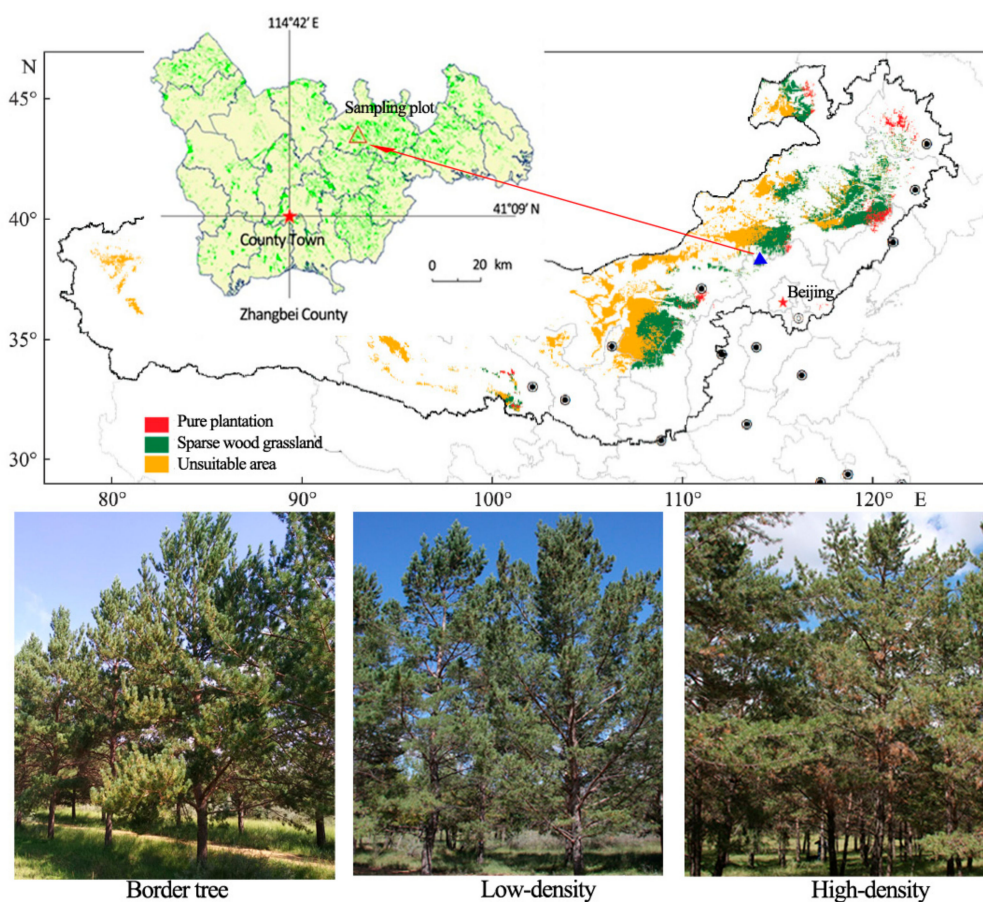 114°42′ E
N
45°
Sampling plot
40°
41°09′ N
County Town
0 20 km
Beijing
Zhangbei County
35°
Pure plantation
Sparse wood grassland
Unsuitable area
30°
80° 90° 100° 110° 120° E
Border tree Low-density High-density